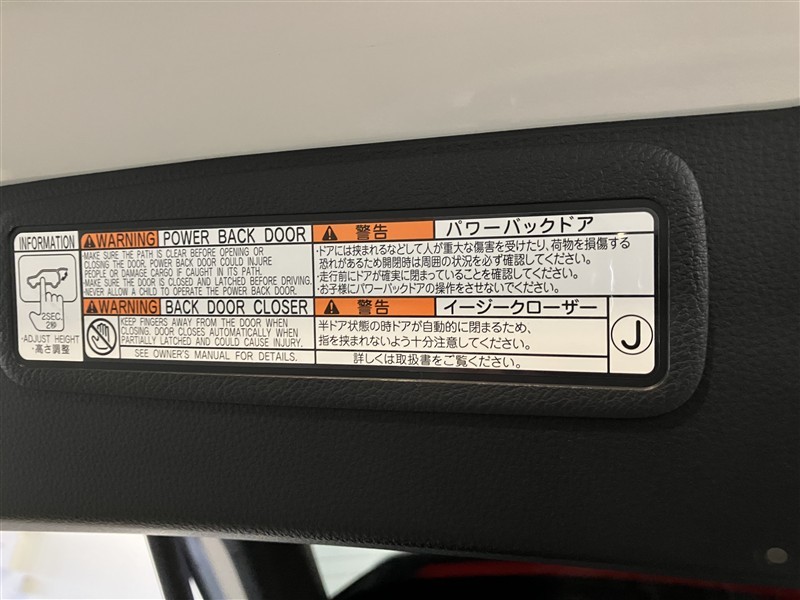 INFORMATION
2SEC.
2秒
・ADJUST HEIGHT
・高さ調整
WARNING POWER BACK DOOR
・MAKE SURE THE PATH IS CLEAR BEFORE OPENING OR
CLOSING THE DOOR. POWER BACK DOOR COULD INJURE
PEOPLE OR DAMAGE CARGO IF CAUGHT IN ITS PATH.
・MAKE SURE THE DOOR IS CLOSED AND LATCHED BEFORE DRIVING.
・NEVER ALLOW A CHILD TO OPERATE THE POWER BACK DOOR.
WARNING BACK DOOR CLOSER
KEEP FINGERS AWAY FROM THE DOOR WHEN
CLOSING. DOOR CLOSES AUTOMATICALLY WHEN
PARTIALLY LATCHED AND COULD CAUSE INJURY.
SEE OWNER'S MANUAL FOR DETAILS.
警告 パワーバックドア
・ドアには挟まれるなどして人が重大な傷害を受けたり、荷物を損傷する
恐れがあるため開閉時は周囲の状況を必ず確認してください。
・走行前にドアが確実に閉まっていることを確認してください。
・お子様にパワーバックドアの操作をさせないでください。
警告 イージークローザー
半ドア状態の時ドアが自動的に閉まるため、
指を挟まれないよう十分注意してください。
詳しくは取扱書をご覧ください。
J